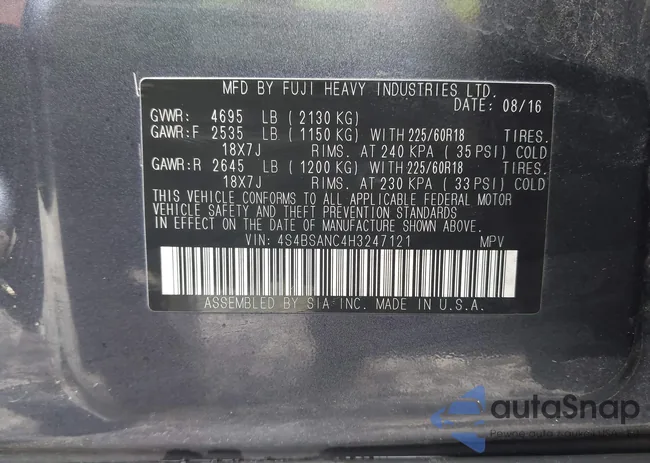 MFD BY FUJI HEAVY INDUSTRIES LTD.
DATE: 08/16
GVWR: 4695 LB ( 2130 KG)
GAWR:F 2535 LB ( 1150 KG) WITH 225/60R18 TIRES.
18X7J RIMS. AT 240 KPA ( 35 PSI) COLD
GAWR:R 2645 LB ( 1200 KG) WITH 225/60R18 TIRES.
18X7J RIMS. AT 230 KPA ( 33 PSI) COLD
THIS VEHICLE CONFORMS TO ALL APPLICABLE FEDERAL MOTOR
VEHICLE SAFETY AND THEFT PREVENTION STANDARDS
IN EFFECT ON THE DATE OF MANUFACTURE SHOWN ABOVE.
VIN: 4S4BSANC4H3247121 MPV
ASSEMBLED BY SIA INC. MADE IN U.S.A.
autaSnap